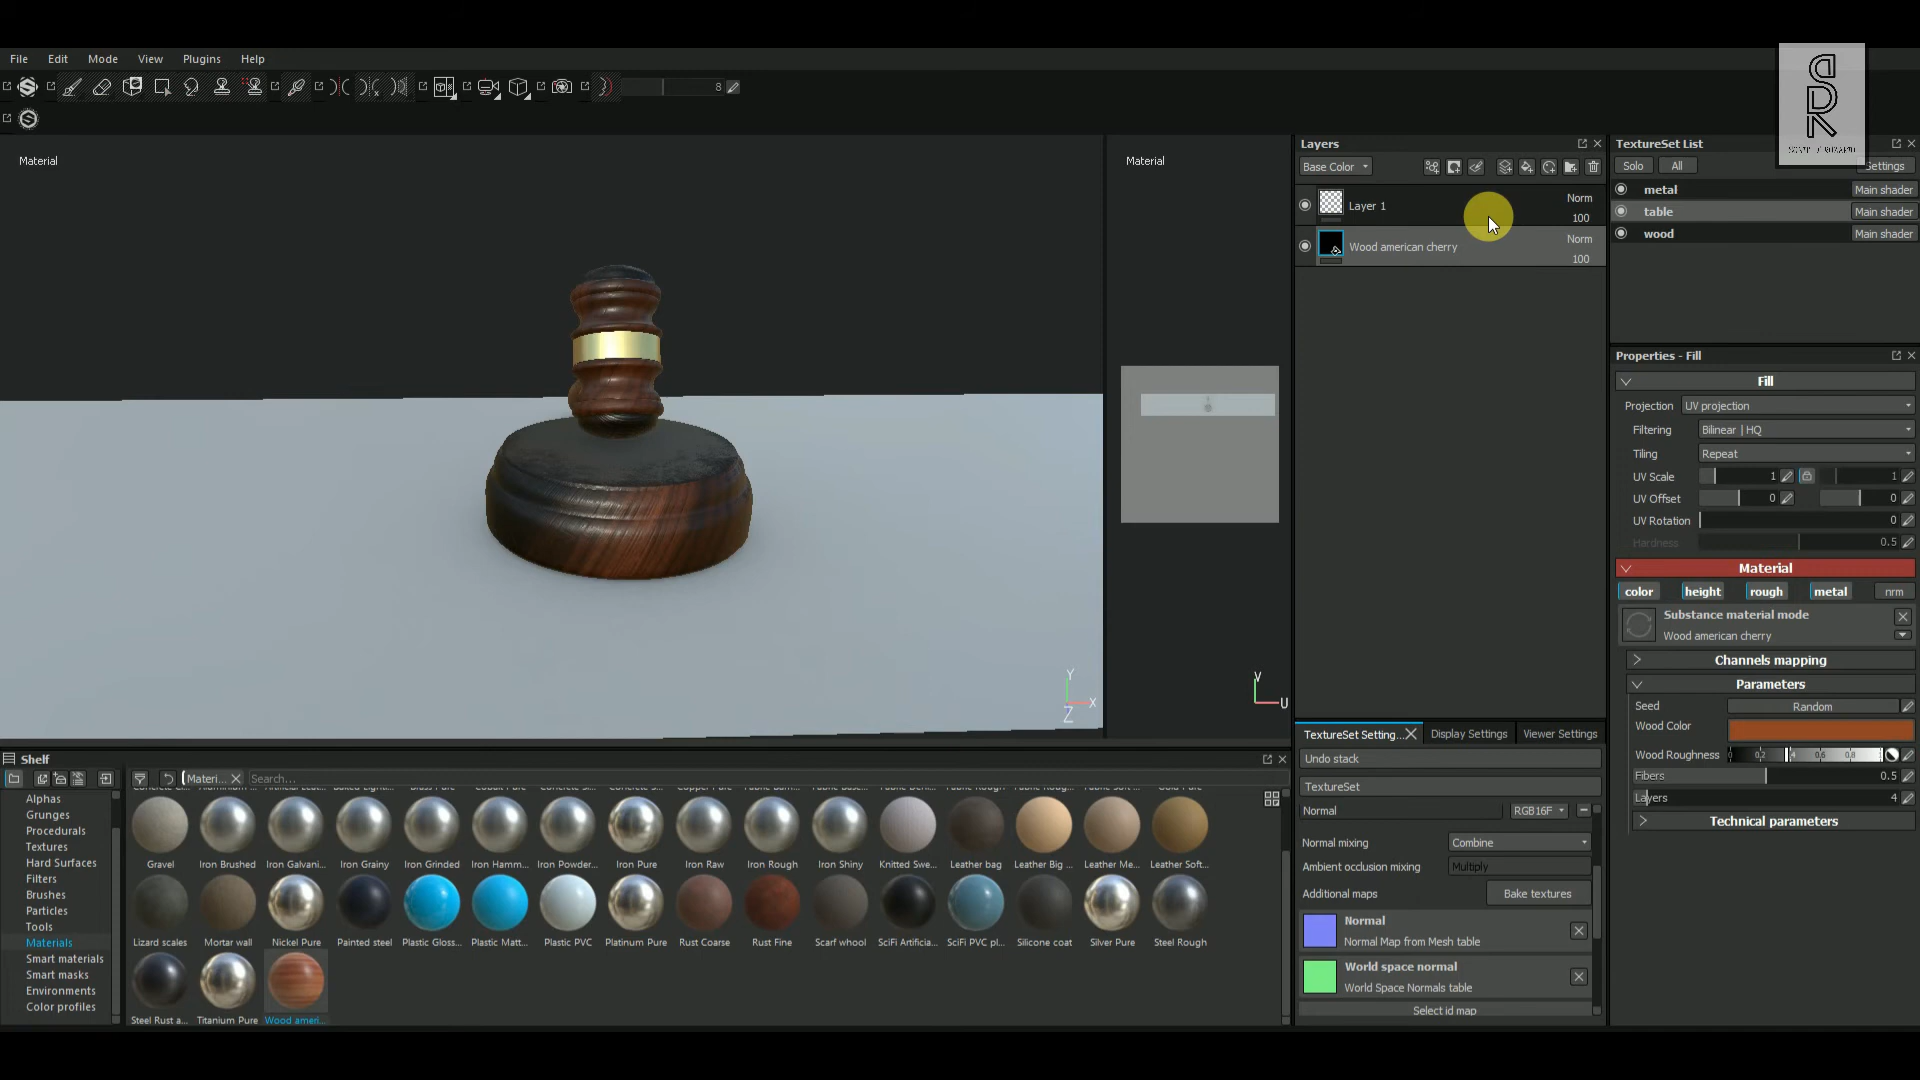 File Edit Mode View Plugins Help
8
Material
Material
Y
X
Z
V
U
Layers
Base Color
Layer 1
Norm
100
Wood american cherry
Norm
100
TextureSet List
Solo All Settings
metal Main shader
table Main shader
wood Main shader
Properties - Fill
Fill
Projection UV projection
Filtering Bilinear | HQ
Tiling Repeat
UV Scale 1 1
UV Offset 0 0
UV Rotation 0
Hardness 0.5
Material
color height rough metal nrm
Substance material mode
Wood american cherry
Channels mapping
Parameters
Seed Random
Wood Color
Wood Roughness 0 0.2 0.6 0.8
Fibers 0.5
Layers 4
Technical parameters
TextureSet Setting... Display Settings Viewer Settings
Undo stack
TextureSet
Normal RGB16F
Normal mixing Combine
Ambient occlusion mixing Multiply
Additional maps Bake textures
Normal
Normal Map from Mesh table
World space normal
World Space Normals table
Select id map
Shelf
Materi... Search...
Alphas
Grunges
Procedurals
Textures
Hard Surfaces
Filters
Brushes
Particles
Tools
Materials
Smart materials
Smart masks
Environments
Color profiles
Gravel Iron Brushed Iron Galvani... Iron Grainy Iron Grinded Iron Hamm... Iron Powder... Iron Pure Iron Raw Iron Rough Iron Shiny Knitted Swe... Leather bag Leather Big ... Leather Me... Leather Soft...
Lizard scales Mortar wall Nickel Pure Painted steel Plastic Gloss... Plastic Matt... Plastic PVC Platinum Pure Rust Coarse Rust Fine Scarf whool SciFi Artificia... SciFi PVC pl... Silicone coat Silver Pure Steel Rough
Steel Rust a... Titanium Pure Wood ameri...